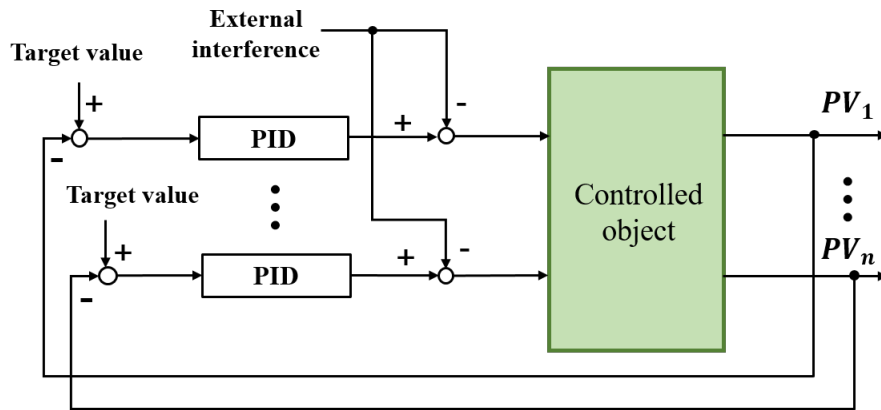 External
interference
Target value
+
-
PV₁
+
-
PID
+
-
Target value
Controlled
object
PVₙ
+
-
PID
+
-